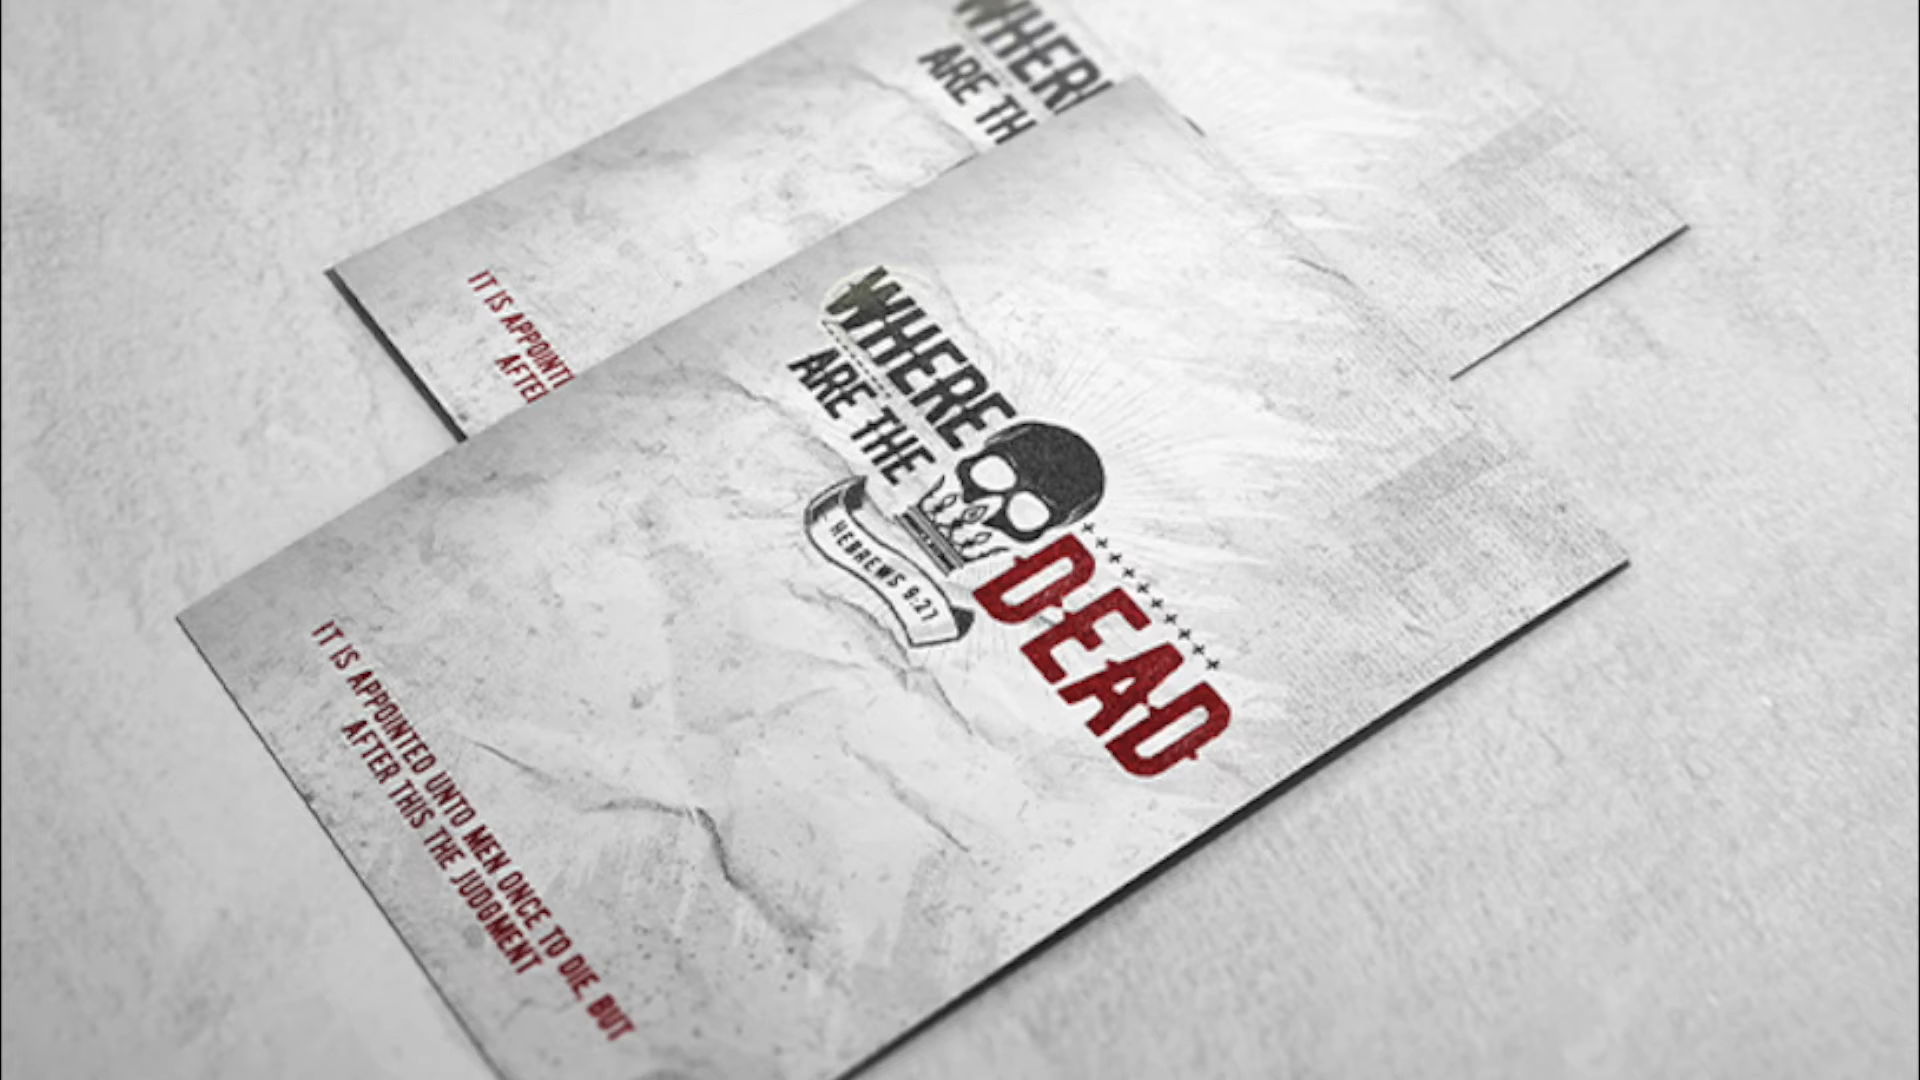 WHERE
ARE TH
IT IS APPOINT
AFTE
WHERE
ARE THE
HEBREWS 9:27
DEAD
IT IS APPOINTED UNTO MEN ONCE TO DIE, BUT
AFTER THIS THE JUDGMENT